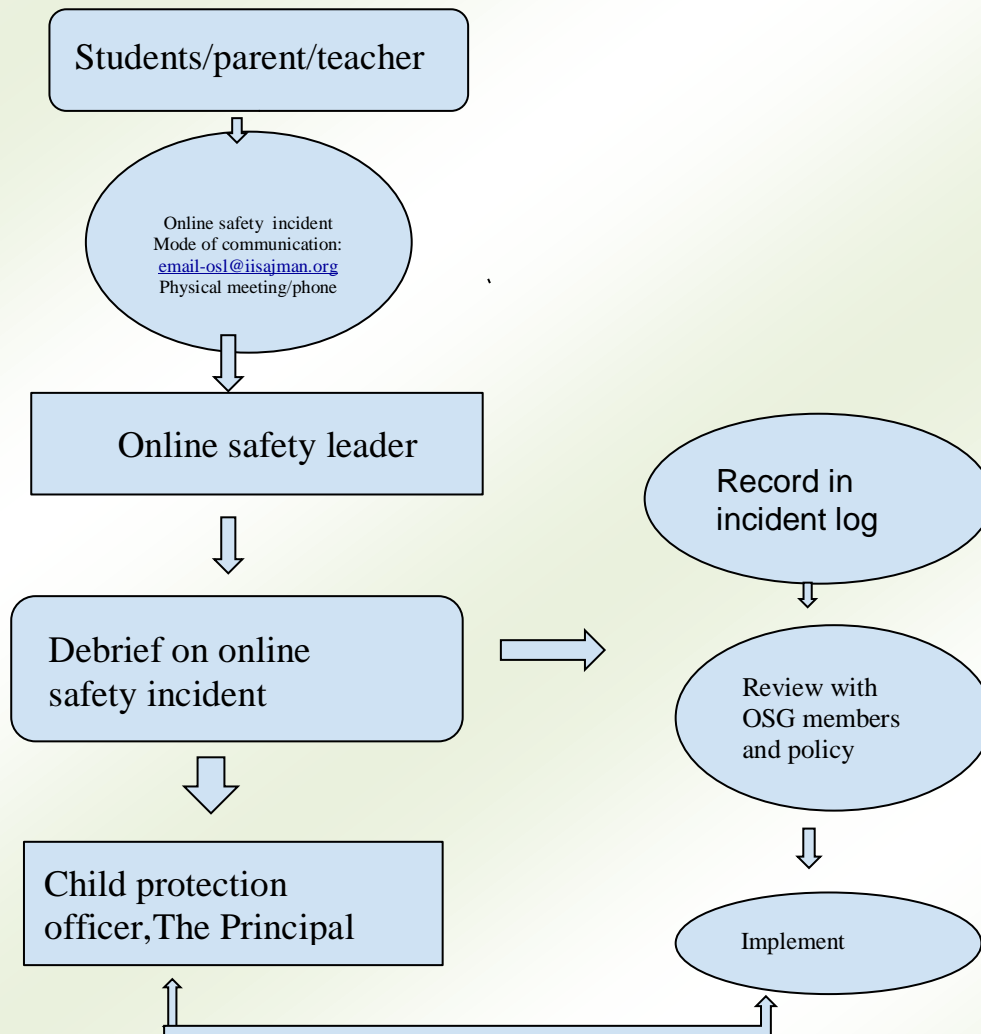 Students/parent/teacher
Online safety incident
Mode of communication:
email-osl@iisajman.org
Physical meeting/phone
Online safety leader
Debrief on online
safety incident
Child protection
officer,The Principal
Record in
incident log
Review with
OSG members
and policy
Implement